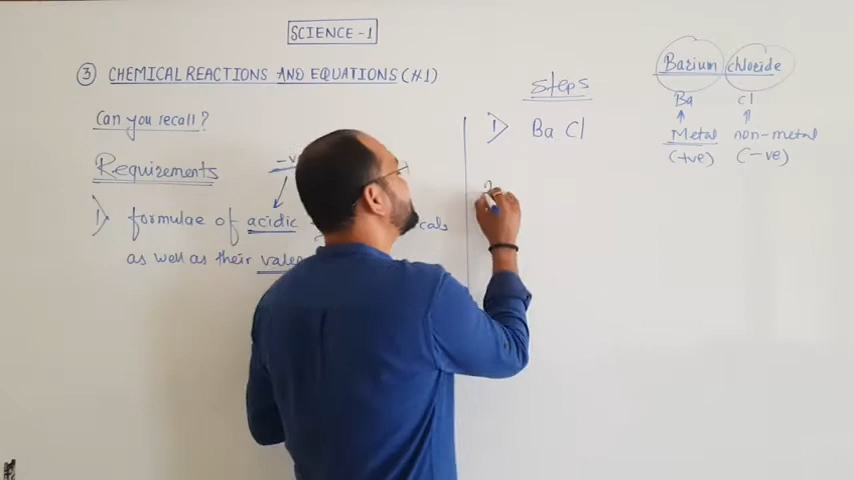 SCIENCE-1
③ CHEMICAL REACTIONS AND EQUATIONS (#1)
Can you recall?
Requirements
1) formulae of acidic
as well as their
Steps
1) Ba Cl
2
Barium chloride
Ba Cl
Metal non-metal
(+ve) (-ve)